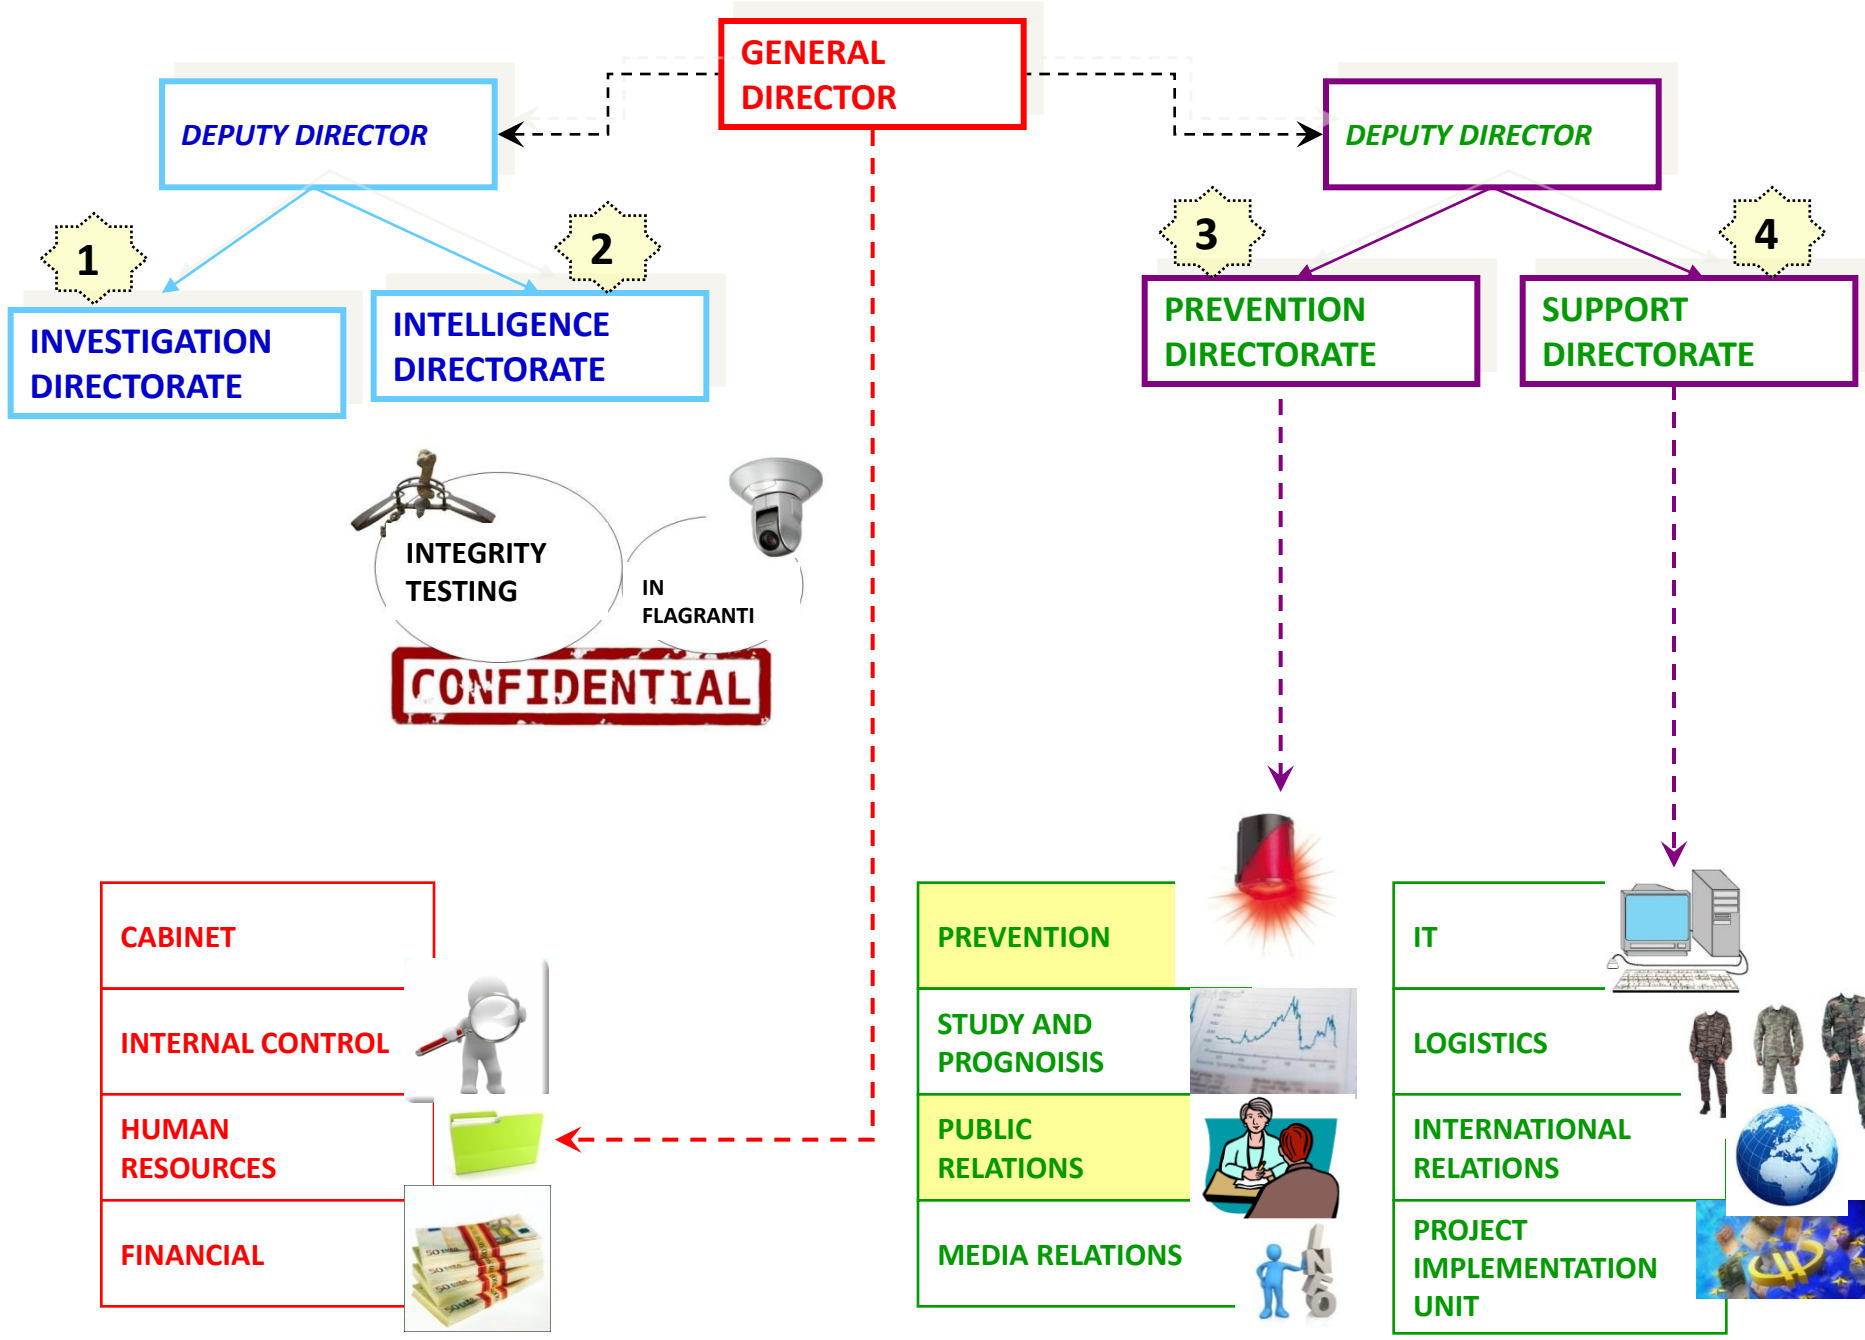 GENERAL
DIRECTOR
DEPUTY DIRECTOR
DEPUTY DIRECTOR
1
2
3
4
INVESTIGATION
DIRECTORATE
INTELLIGENCE
DIRECTORATE
PREVENTION
DIRECTORATE
SUPPORT
DIRECTORATE
INTEGRITY
TESTING
IN
FLAGRANTI
CONFIDENTIAL
CABINET
INTERNAL CONTROL
HUMAN
RESOURCES
FINANCIAL
PREVENTION
STUDY AND
PROGNOISIS
PUBLIC
RELATIONS
MEDIA RELATIONS
INFO
IT
LOGISTICS
INTERNATIONAL
RELATIONS
PROJECT
IMPLEMENTATION
UNIT